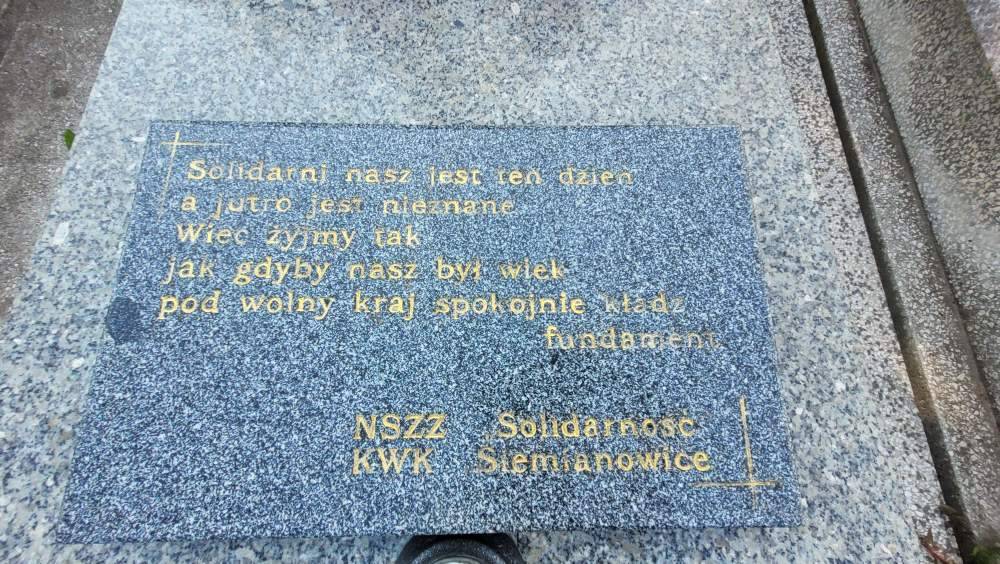 Solidarni nasz jest ten dzień
a jutro jest nieznane
Więc żyjmy tak
jak gdyby nasz był wiek
pod wolny kraj spokojnie kładź
fundament
NSZZ „Solidarność
KWK „Siemianowice